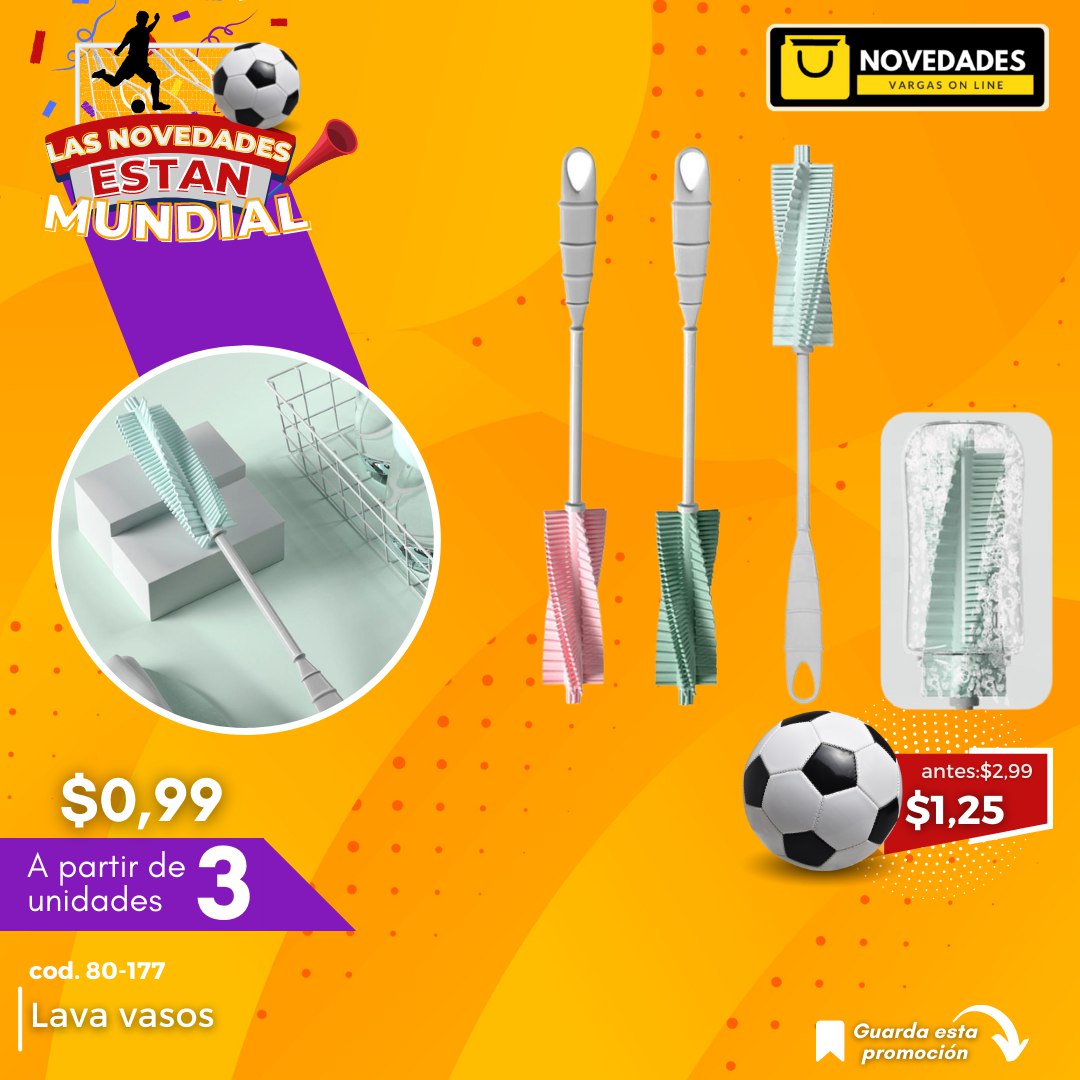 LAS NOVEDADES
ESTAN
MUNDIAL
NOVEDADES
VARGAS ON LINE
antes:$2,99
$1,25
$0,99
A partir de 3
unidades
cod. 80-177
Lava vasos
Guarda esta
promoción